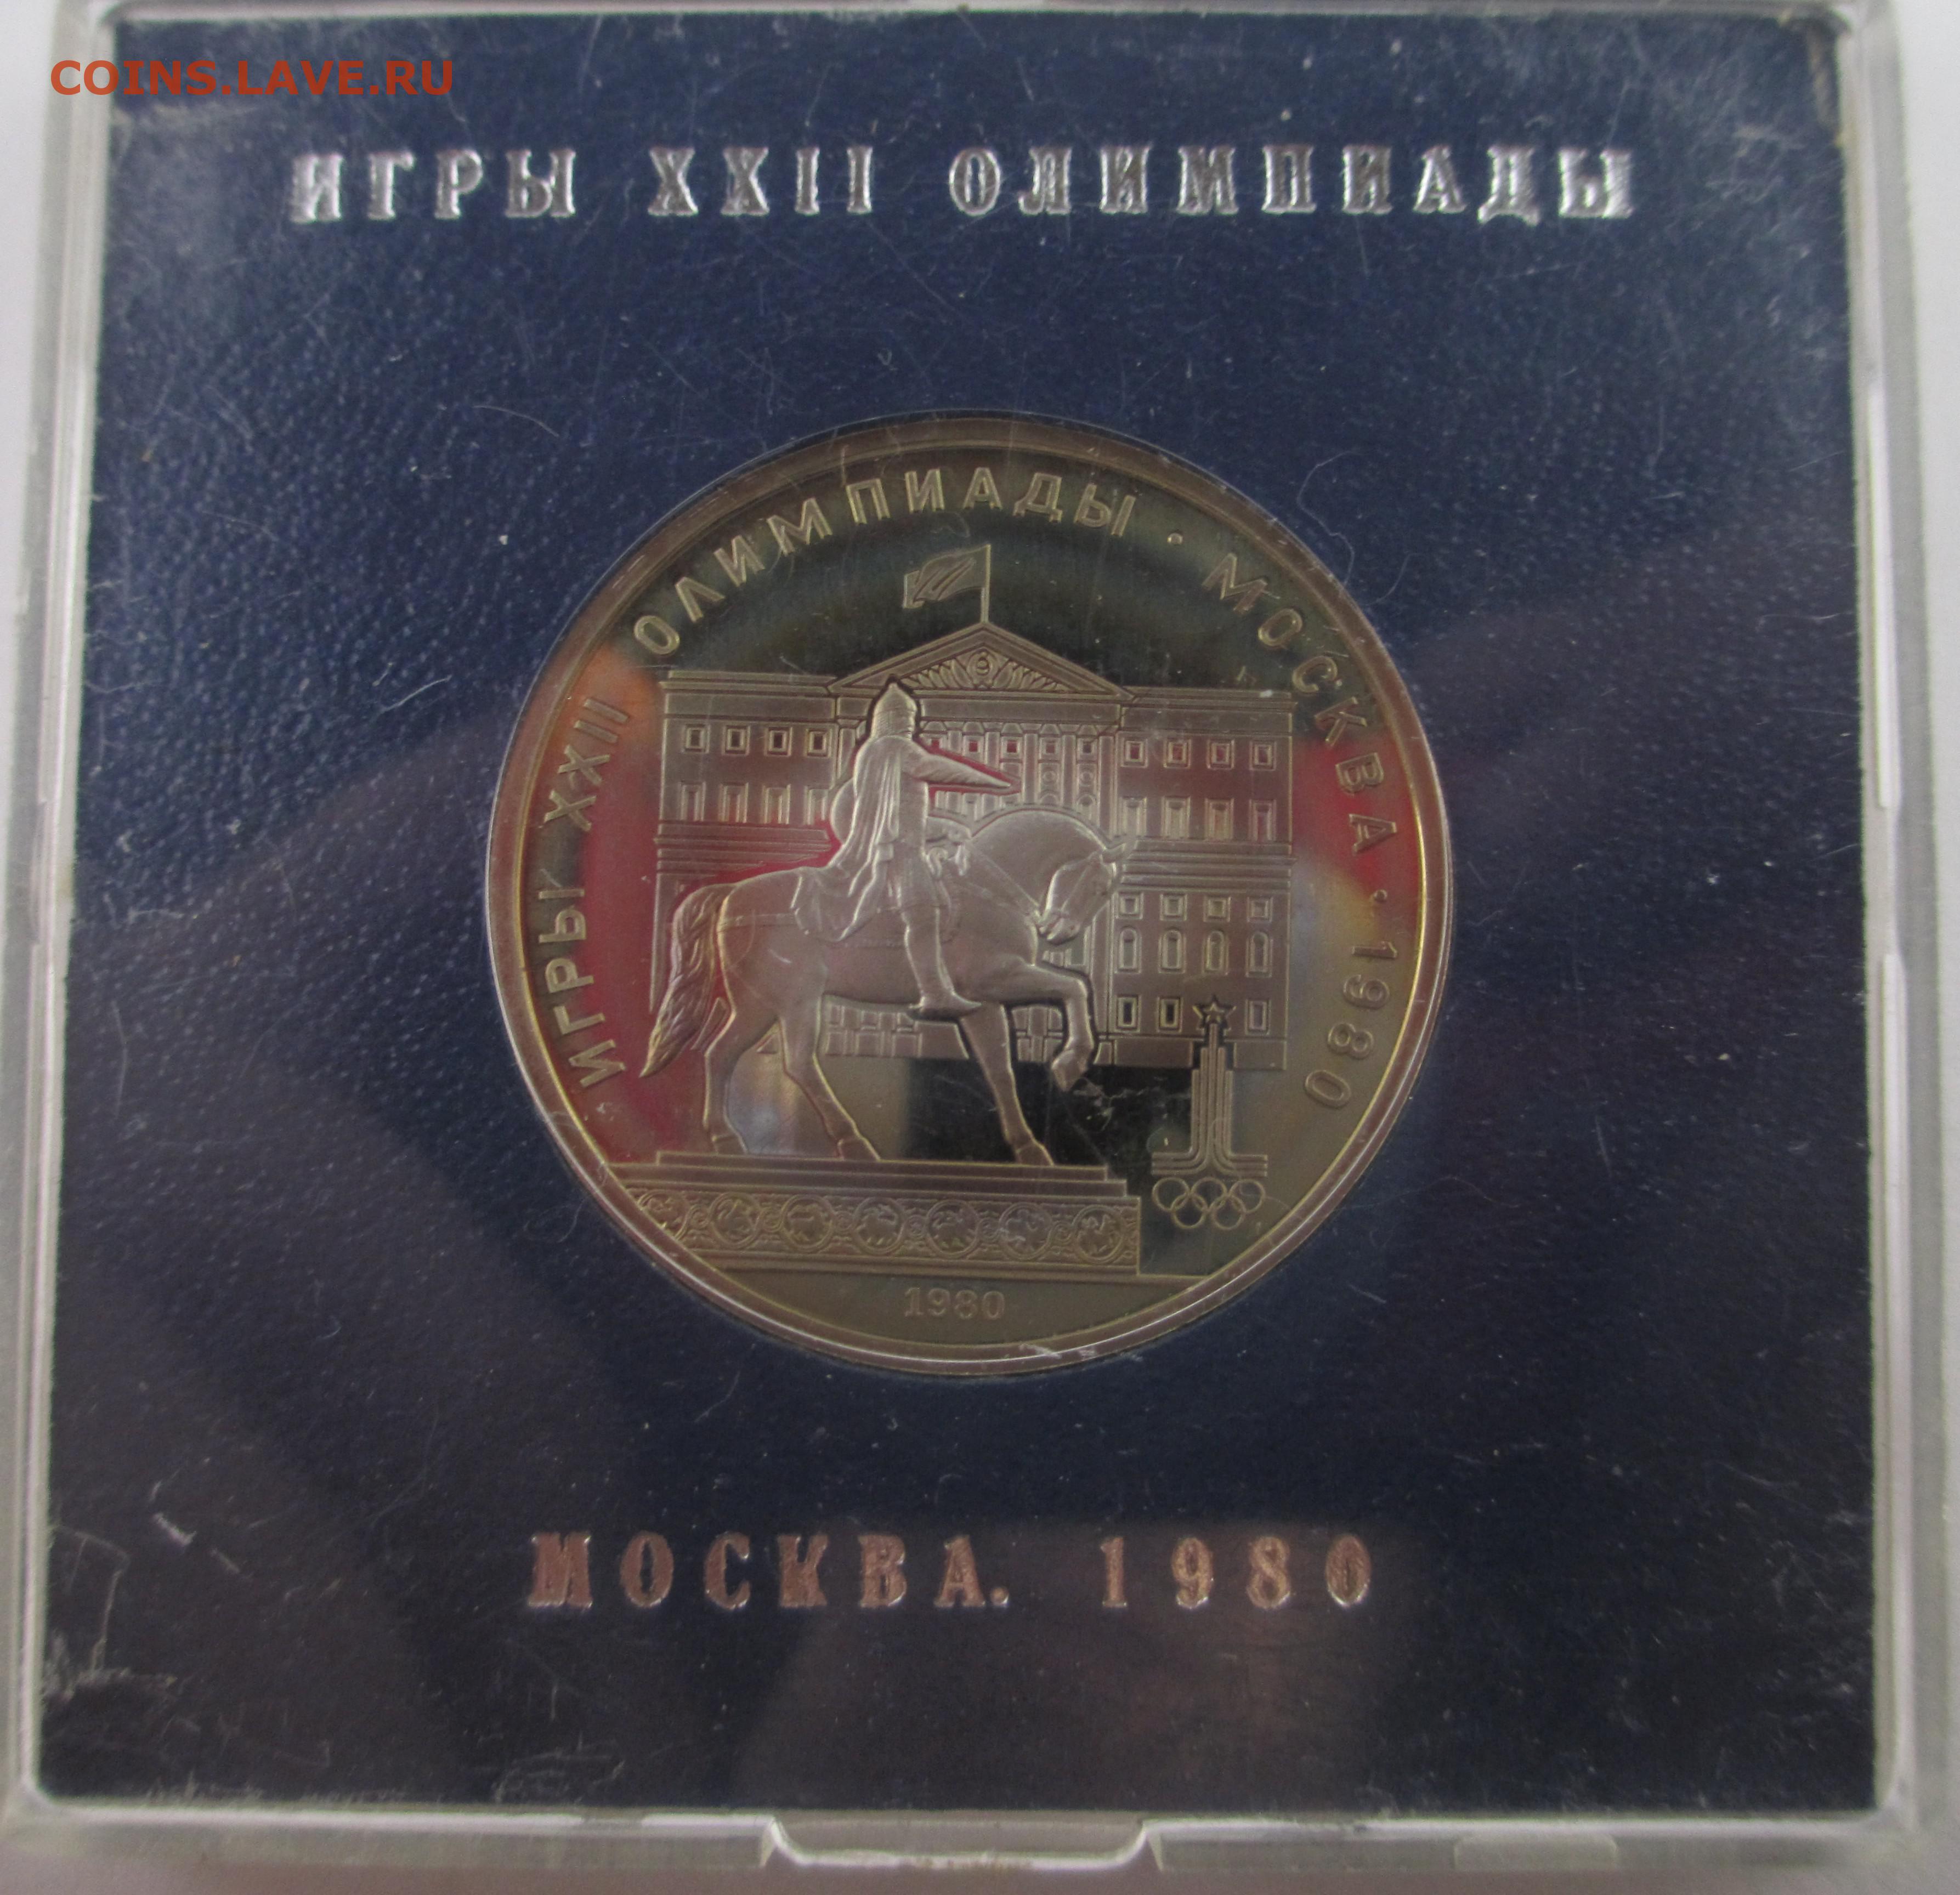 COINS.LAVE.RU
ИГРЫ XXII ОЛИМПИАДЫ
ИГРЫ XXII ОЛИМПИАДЫ · МОСКВА · 1980
1980
МОСКВА. 1980